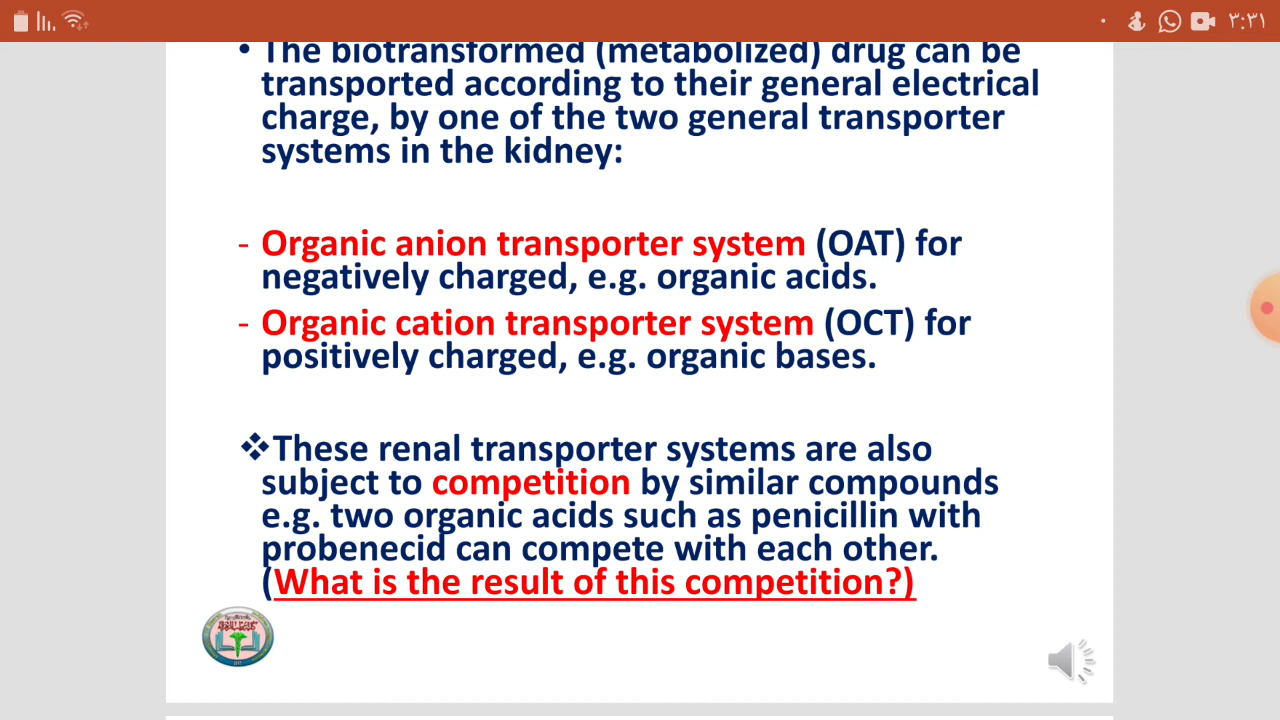 ٣:٣١
• The biotransformed (metabolized) drug can be
transported according to their general electrical
charge, by one of the two general transporter
systems in the kidney:
- Organic anion transporter system (OAT) for
negatively charged, e.g. organic acids.
- Organic cation transporter system (OCT) for
positively charged, e.g. organic bases.
❖These renal transporter systems are also
subject to competition by similar compounds
e.g. two organic acids such as penicillin with
probenecid can compete with each other.
(What is the result of this competition?)